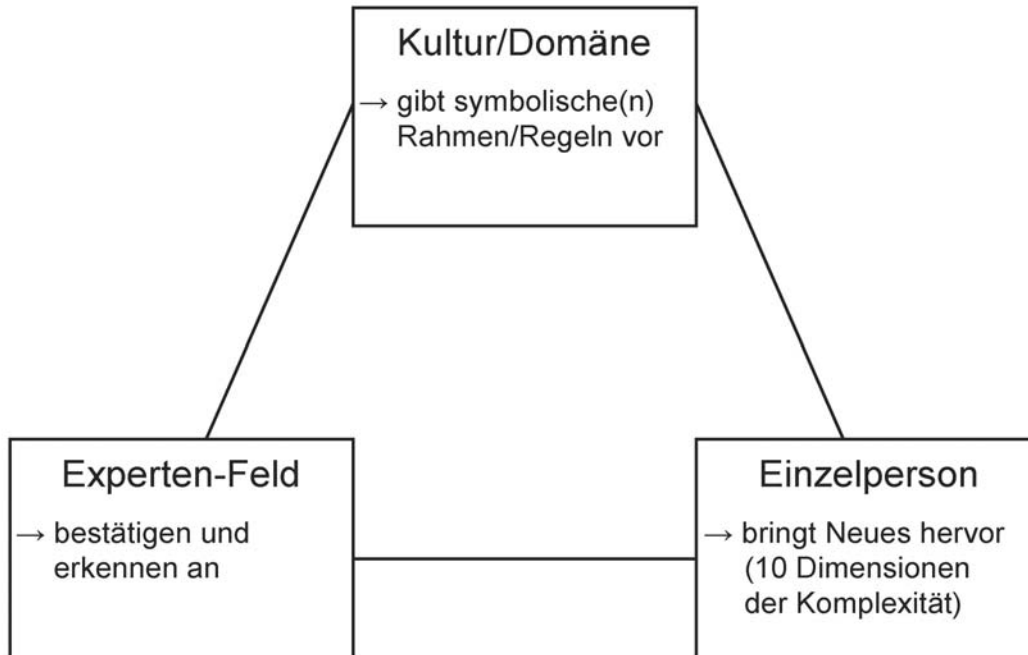 Kultur/Domäne
→ gibt symbolische(n)
Rahmen/Regeln vor
Experten-Feld
→ bestätigen und
erkennen an
Einzelperson
→ bringt Neues hervor
(10 Dimensionen
der Komplexität)